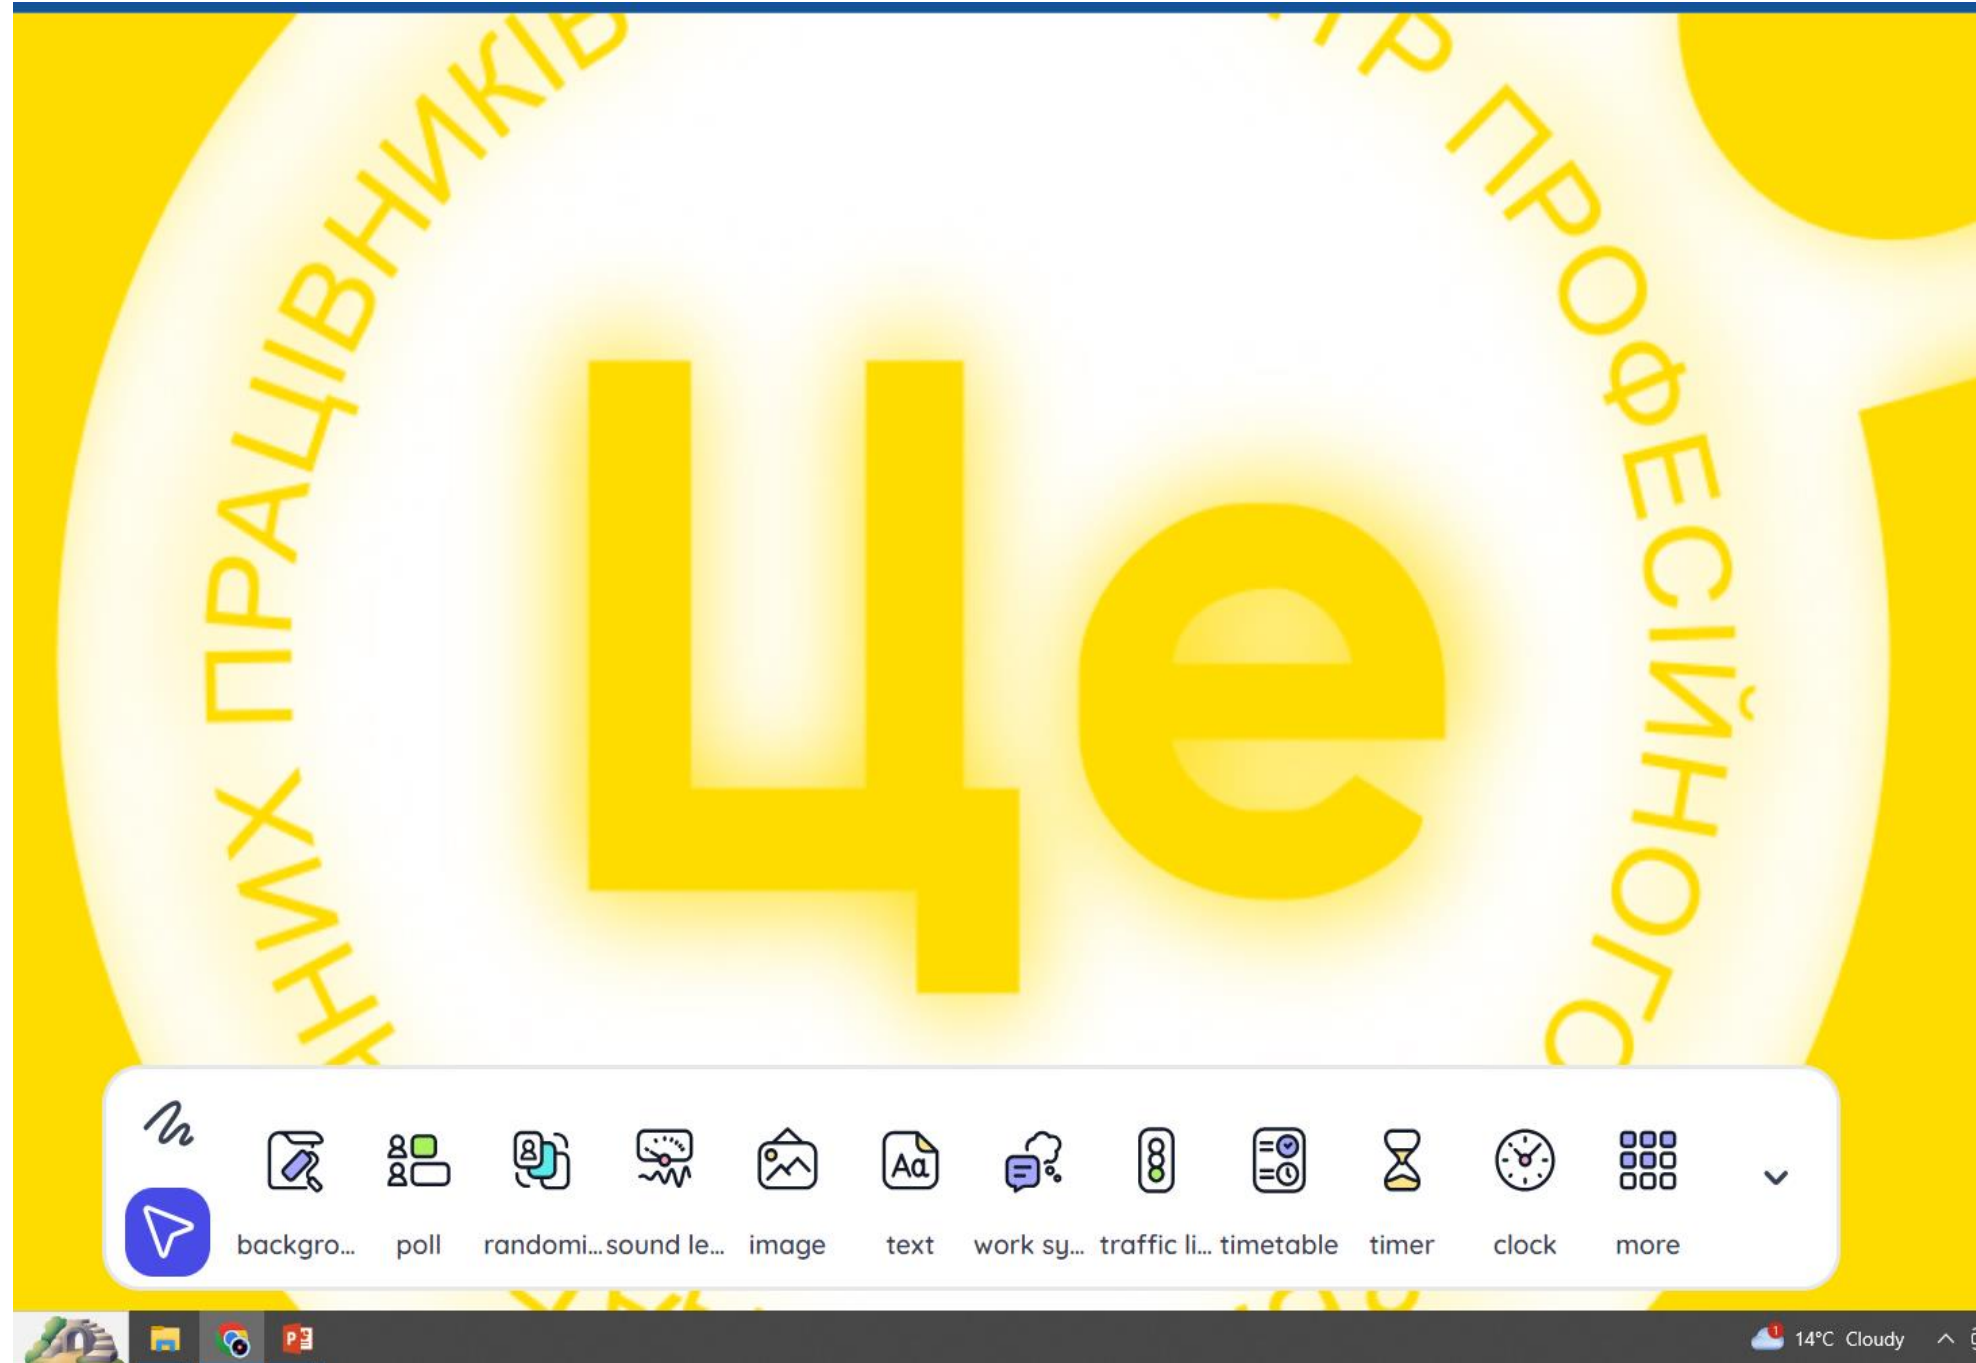 ПРОФЕСІЙНОГО
ПРАЦІВНИКІВ
Це
backgro...
poll
randomi...
sound le...
image
text
work sy...
traffic li...
timetable
timer
clock
more
14°C Cloudy